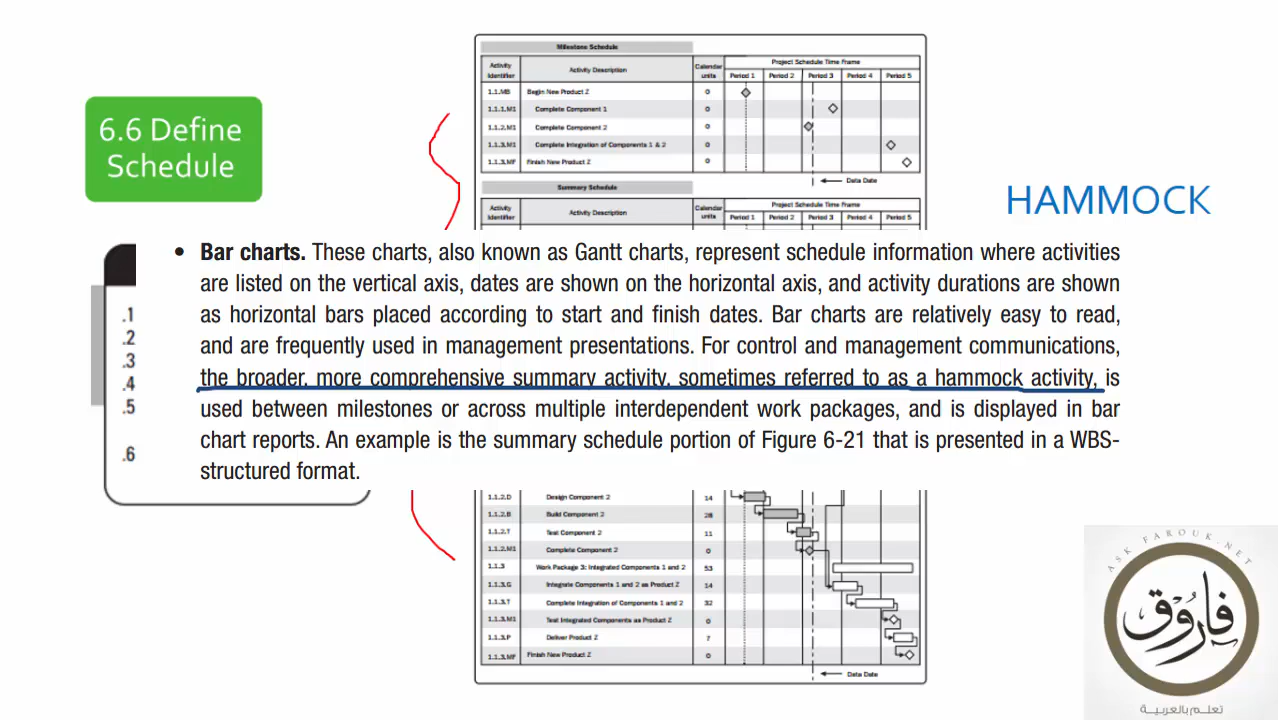 Milestone Schedule
Activity Identifier Activity Description Calendar units Project Schedule Time Frame
Period 1 Period 2 Period 3 Period 4 Period 5
1.1.MB Begin New Product Z 0
1.1.1.M1 Complete Component 1 0
1.1.2.M1 Complete Component 2 0
1.1.3.M1 Complete Integration of Components 1 & 2 0
1.1.3.MF Finish New Product Z 0
Data Date
6.6 Define
Schedule
Summary Schedule
HAMMOCK
Activity Identifier Activity Description Calendar units Project Schedule Time Frame
Period 1 Period 2 Period 3 Period 4 Period 5
• Bar charts. These charts, also known as Gantt charts, represent schedule information where activities
are listed on the vertical axis, dates are shown on the horizontal axis, and activity durations are shown
as horizontal bars placed according to start and finish dates. Bar charts are relatively easy to read,
and are frequently used in management presentations. For control and management communications,
the broader, more comprehensive summary activity, sometimes referred to as a hammock activity, is
used between milestones or across multiple interdependent work packages, and is displayed in bar
chart reports. An example is the summary schedule portion of Figure 6-21 that is presented in a WBS-
structured format.
.1
.2
.3
.4
.5
.6
1.1.2.D Design Component 2 14
1.1.2.B Build Component 2 28
1.1.2.T Test Component 2 11
1.1.2.M1 Complete Component 2 0
1.1.3 Work Package 3: Integrated Components 1 and 2 53
1.1.3.G Integrate Components 1 and 2 as Product Z 14
1.1.3.T Complete Integration of Components 1 and 2 32
1.1.3.M1 Test Integrated Components as Product Z 0
1.1.3.P Deliver Product Z 7
1.1.3.MF Finish New Product Z 0
Data Date
ASK FAROUK.NET
فاروق
تعلم بالعربية